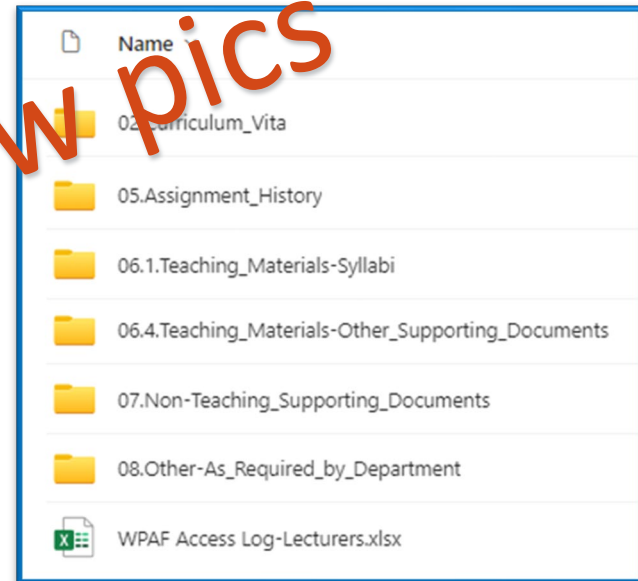 w pics
Name
02.Curriculum_Vita
05.Assignment_History
06.1.Teaching_Materials-Syllabi
06.4.Teaching_Materials-Other_Supporting_Documents
07.Non-Teaching_Supporting_Documents
08.Other-As_Required_by_Department
WPAF Access Log-Lecturers.xlsx